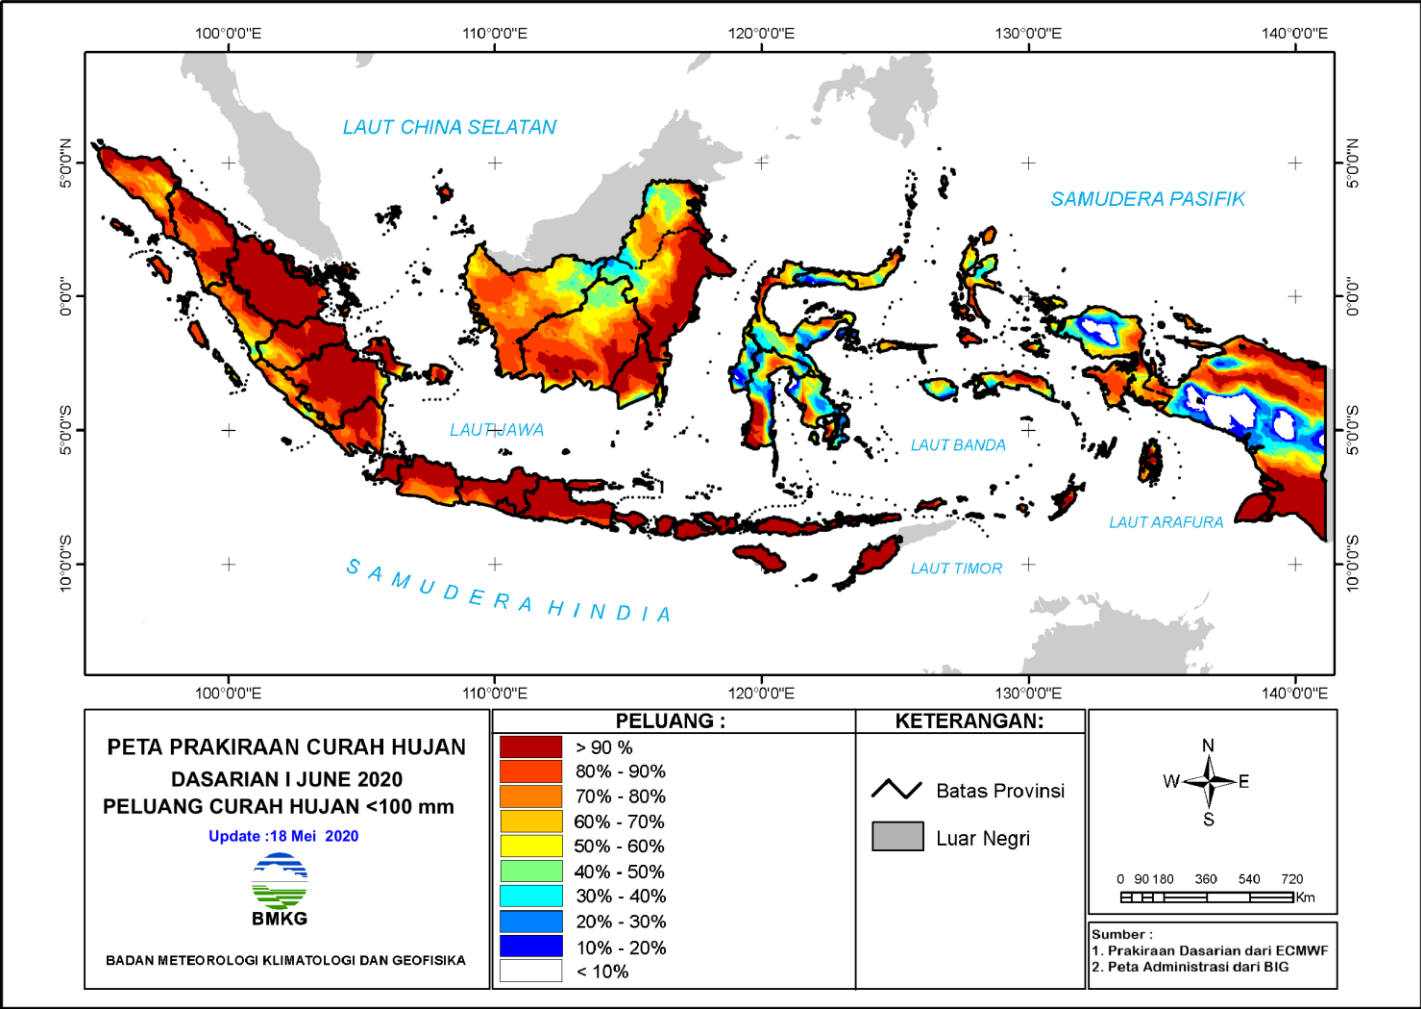 100°0'0"E 110°0'0"E 120°0'0"E 130°0'0"E 140°0'0"E
5°0'0"N 5°0'0"N
0°0'0" 0°0'0"
5°0'0"S 5°0'0"S
10°0'0"S 10°0'0"S
LAUT CHINA SELATAN
SAMUDERA PASIFIK
LAUT JAWA
LAUT BANDA
LAUT ARAFURA
LAUT TIMOR
SAMUDERA HINDIA
100°0'0"E 110°0'0"E 120°0'0"E 130°0'0"E 140°0'0"E
PETA PRAKIRAAN CURAH HUJAN
DASARIAN I JUNE 2020
PELUANG CURAH HUJAN <100 mm
Update :18 Mei 2020
BMKG
BADAN METEOROLOGI KLIMATOLOGI DAN GEOFISIKA
PELUANG :
> 90 %
80% - 90%
70% - 80%
60% - 70%
50% - 60%
40% - 50%
30% - 40%
20% - 30%
10% - 20%
< 10%
KETERANGAN:
Batas Provinsi
Luar Negri
N
W E
S
0 90 180 360 540 720
Km
Sumber :
1. Prakiraan Dasarian dari ECMWF
2. Peta Administrasi dari BIG